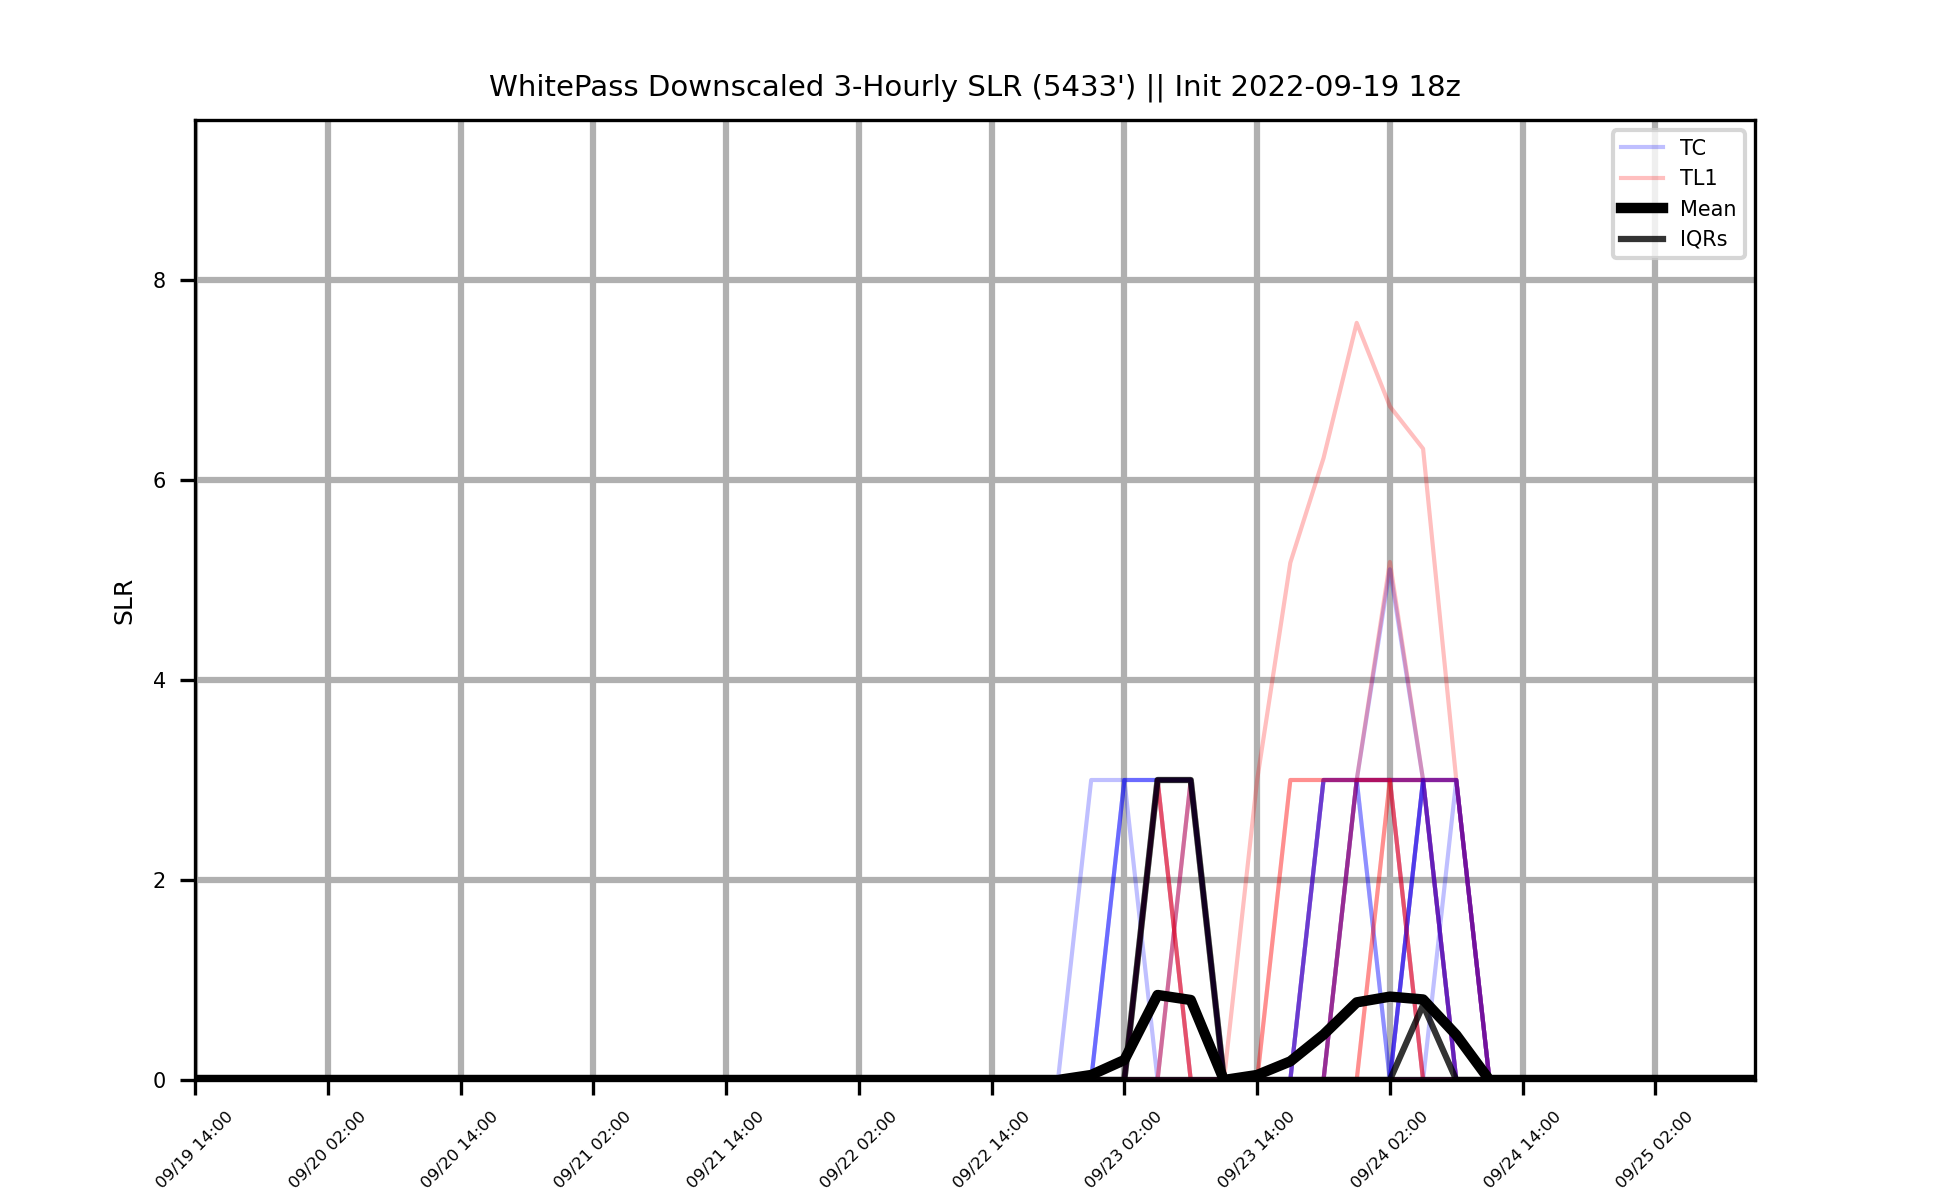 WhitePass Downscaled 3-Hourly SLR (5433') || Init 2022-09-19 18z
TC
TL1
Mean
IQRs
SLR
8
6
4
2
0
09/19 14:00
09/20 02:00
09/20 14:00
09/21 02:00
09/21 14:00
09/22 02:00
09/22 14:00
09/23 02:00
09/23 14:00
09/24 02:00
09/24 14:00
09/25 02:00